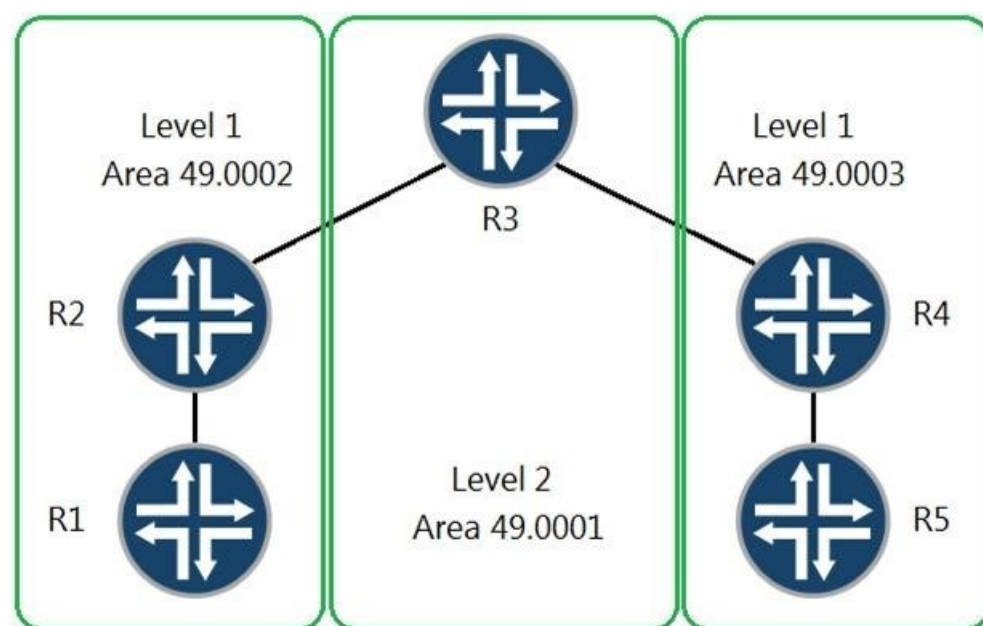 Level 1
Area 49.0002
R2
R1
R3
Level 2
Area 49.0001
Level 1
Area 49.0003
R4
R5